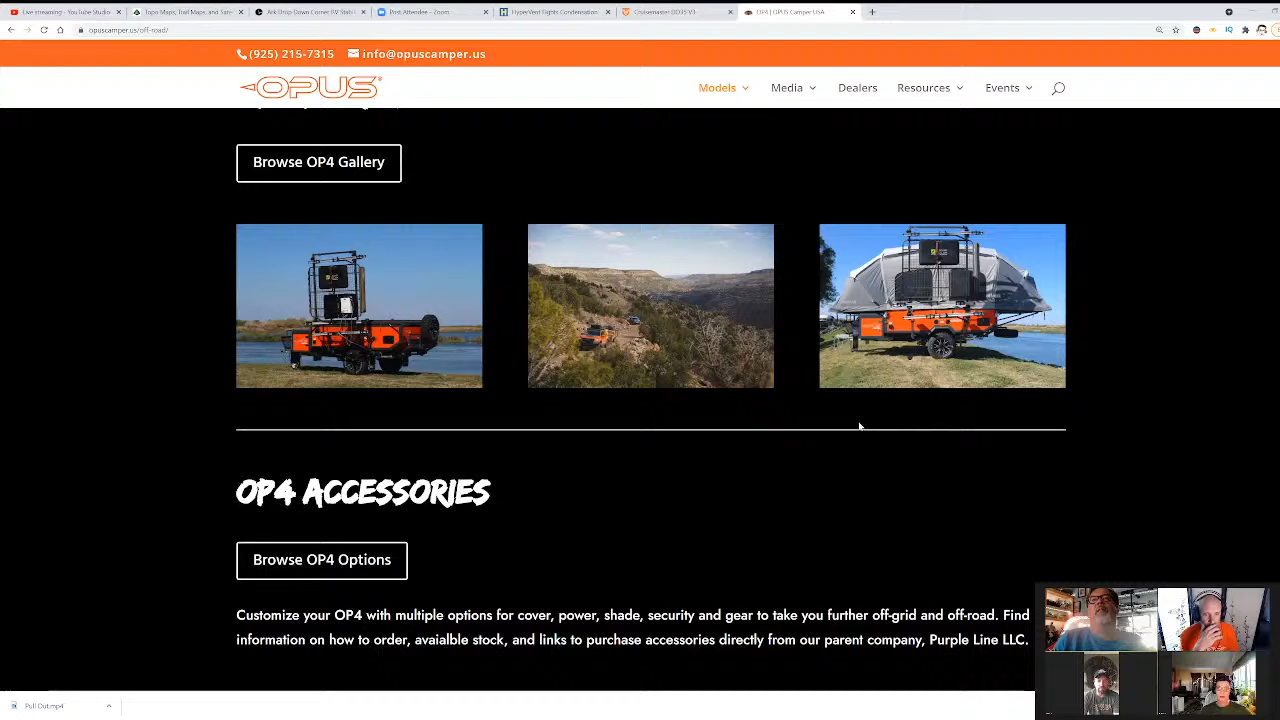 Live streaming - YouTube Studio
Topo Maps, Trail Maps, and Sate
Ark Drop Down Corner RV Stabil
Post Attendee - Zoom
HyperVent Fights Condensation
Cruisemaster DO35 V3
OP4 | OPUS Camper USA
opuscamper.us/off-road/
(925) 215-7315 info@opuscamper.us
OPUS®
Models Media Dealers Resources Events
Browse OP4 Gallery
OP4 ACCESSORIES
Browse OP4 Options
Customize your OP4 with multiple options for cover, power, shade, security and gear to take you further off-grid and off-road. Find
information on how to order, avaialble stock, and links to purchase accessories directly from our parent company, Purple Line LLC.
Pull Out.mp4